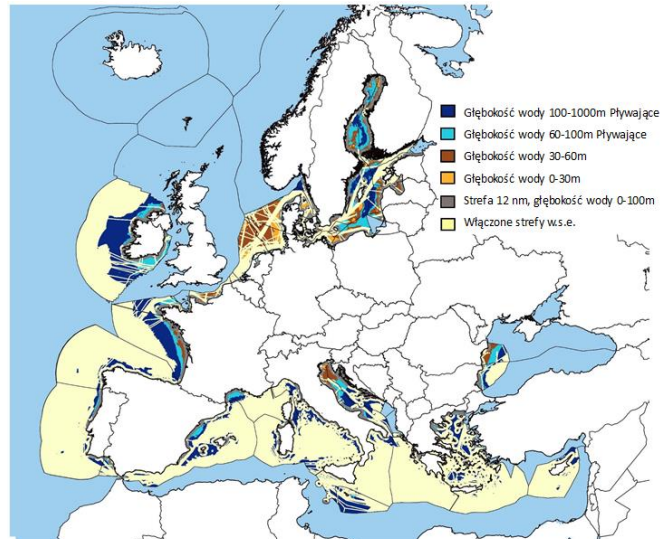 Głębokość wody 100-1000m Pływające
Głębokość wody 60-100m Pływające
Głębokość wody 30-60m
Głębokość wody 0-30m
Strefa 12 nm, głębokość wody 0-100m
Włączone strefy w.s.e.